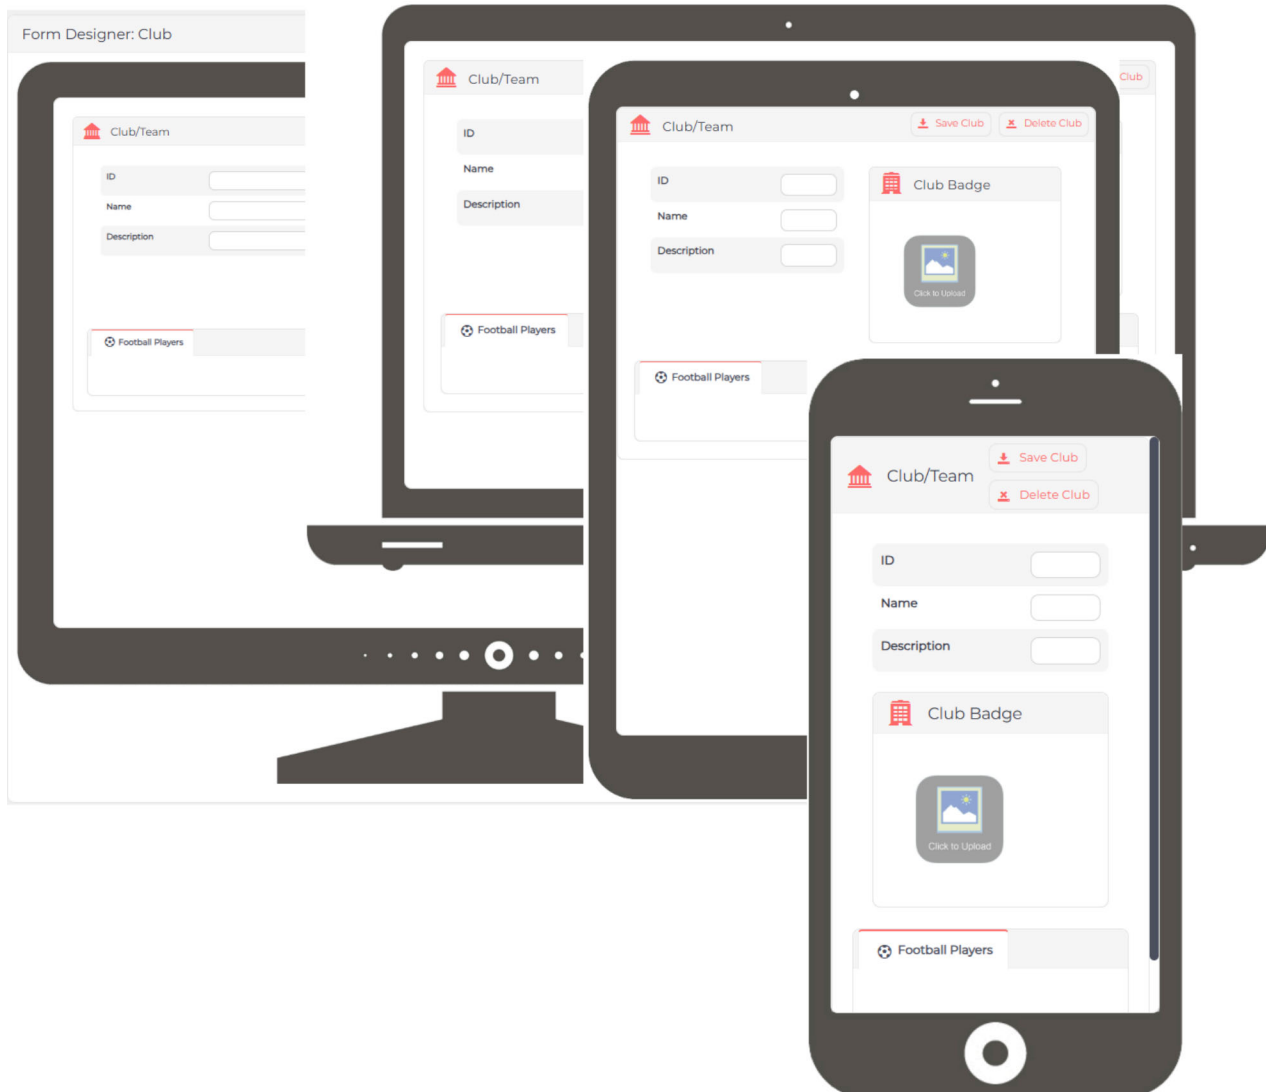 Form Designer: Club
Club/Team
ID
Name
Description
Football Players
Club/Team
Club
ID
Name
Description
Football Players
Club/Team
Save Club
Delete Club
ID
Name
Description
Club Badge
Click to Upload
Football Players
Club/Team
Save Club
Delete Club
ID
Name
Description
Club Badge
Click to Upload
Football Players